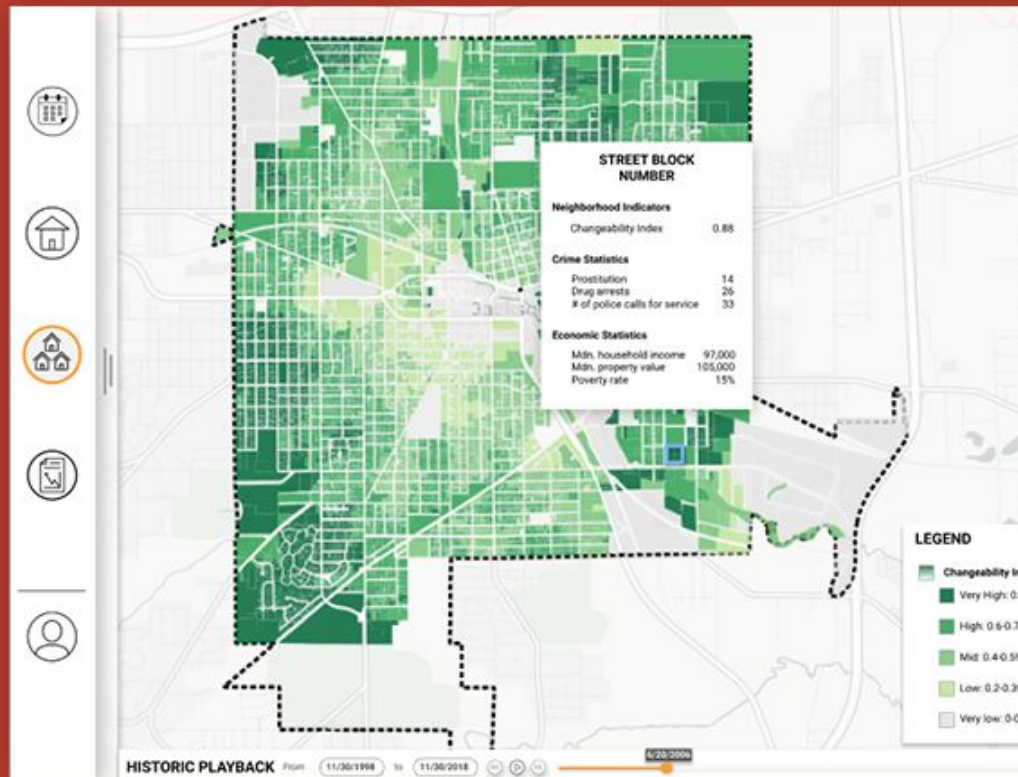 STREET BLOCK
NUMBER
Neighborhood Indicators
Changeability Index 0.88
Crime Statistics
Prostitution 14
Drug arrests 26
# of police calls for service 33
Economic Statistics
Mdn. household income 97,000
Mdn. property value 105,000
Poverty rate 15%
LEGEND
Changeability
Very High: 0.
High: 0.6-0.7
Mid: 0.4-0.59
Low: 0.2-0.39
Very low: 0-0
6/20/2006
HISTORIC PLAYBACK From 11/30/1998 to 11/30/2018